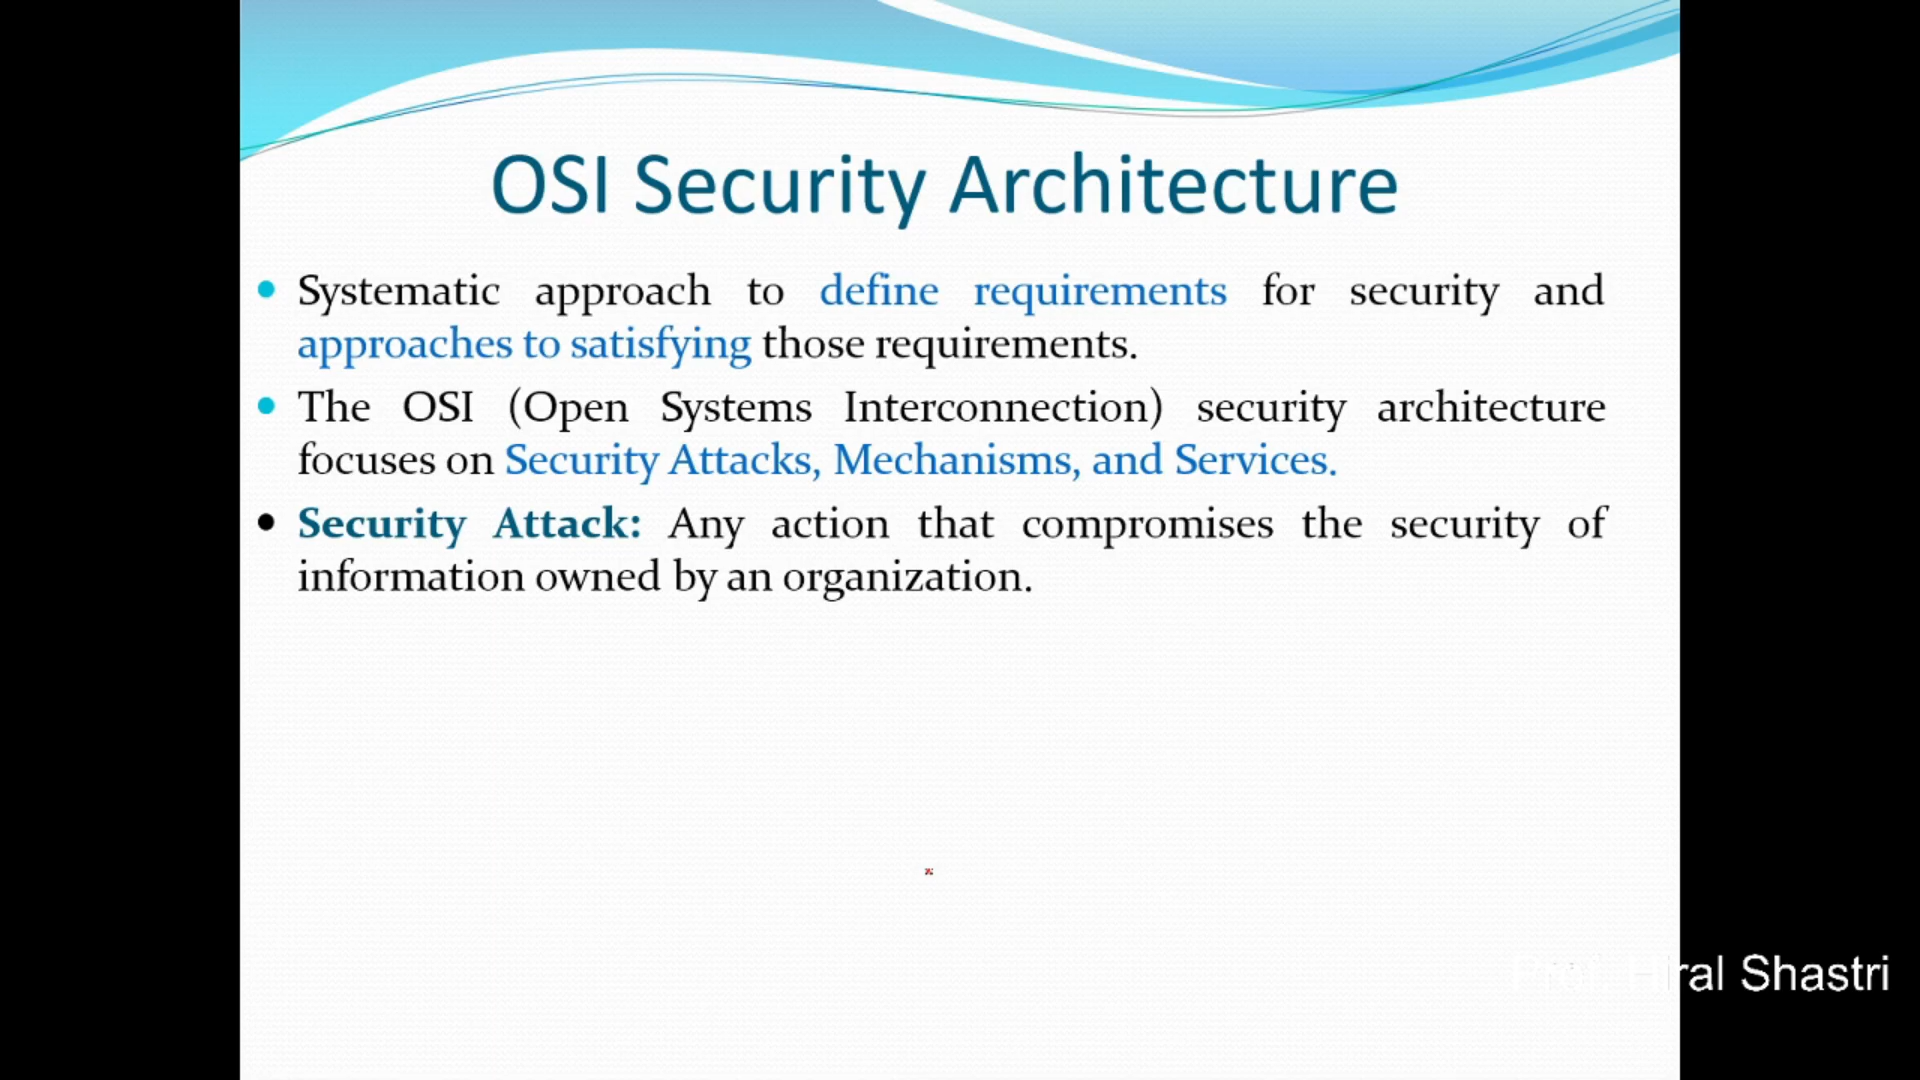 OSI Security Architecture
• Systematic approach to define requirements for security and
approaches to satisfying those requirements.
• The OSI (Open Systems Interconnection) security architecture
focuses on Security Attacks, Mechanisms, and Services.
• Security Attack: Any action that compromises the security of
information owned by an organization.
Prof. Hiral Shastri